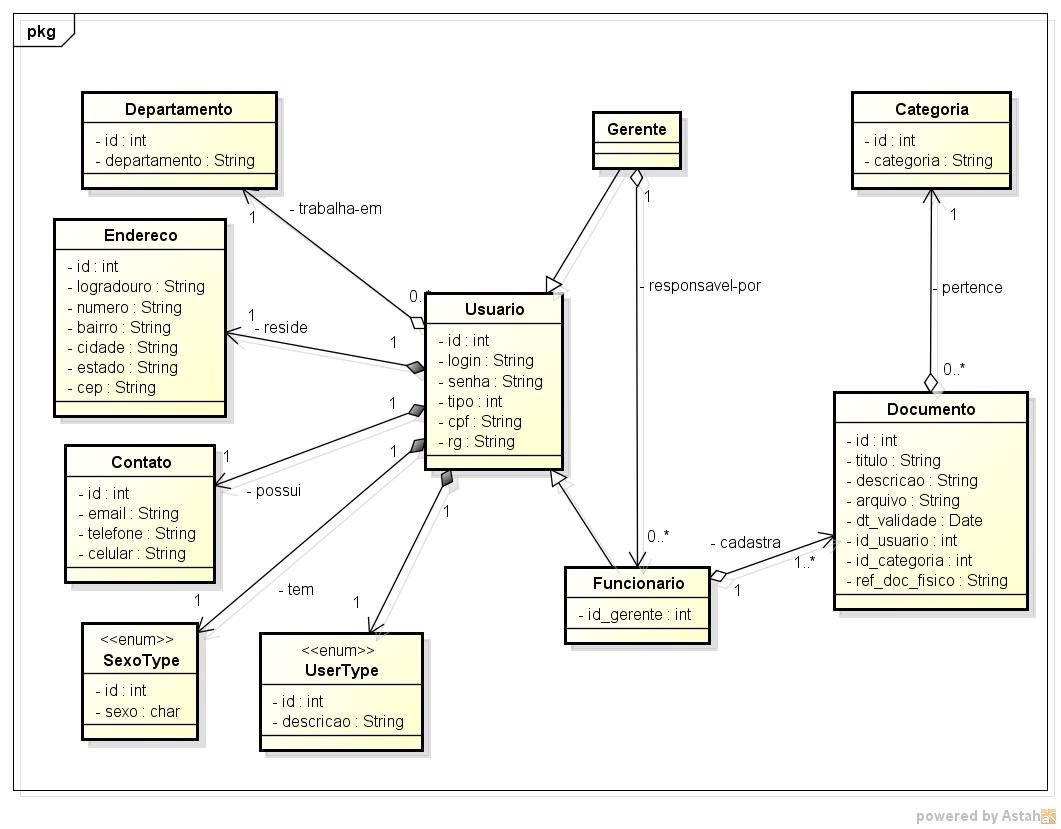 pkg
Departamento
- id : int
- departamento : String
1
- trabalha-em
0..*
Gerente
1
- responsavel-por
0..*
Categoria
- id : int
- categoria : String
1
- pertence
0..*
Endereco
- id : int
- logradouro : String
- numero : String
- bairro : String
- cidade : String
- estado : String
- cep : String
1
- reside
1
Usuario
- id : int
- login : String
- senha : String
- tipo : int
- cpf : String
- rg : String
1
1
1
Contato
- id : int
- email : String
- telefone : String
- celular : String
1
- possui
Documento
- id : int
- titulo : String
- descricao : String
- arquivo : String
- dt_validade : Date
- id_usuario : int
- id_categoria : int
- ref_doc_fisico : String
- cadastra
1..*
1
Funcionario
- id_gerente : int
- tem
1
1
<<enum>>
SexoType
- id : int
- sexo : char
<<enum>>
UserType
- id : int
- descricao : String
powered by Astah